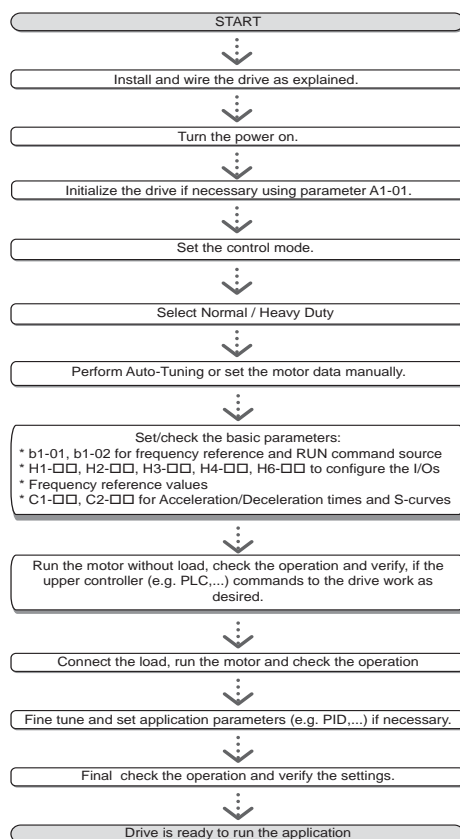 START
Install and wire the drive as explained.
Turn the power on.
Initialize the drive if necessary using parameter A1-01.
Set the control mode.
Select Normal / Heavy Duty
Perform Auto-Tuning or set the motor data manually.
Set/check the basic parameters:
* b1-01, b1-02 for frequency reference and RUN command source
* H1-□□, H2-□□, H3-□□, H4-□□, H6-□□ to configure the I/Os
* Frequency reference values
* C1-□□, C2-□□ for Acceleration/Deceleration times and S-curves
Run the motor without load, check the operation and verify, if the
upper controller (e.g. PLC,...) commands to the drive work as
desired.
Connect the load, run the motor and check the operation
Fine tune and set application parameters (e.g. PID,...) if necessary.
Final check the operation and verify the settings.
Drive is ready to run the application